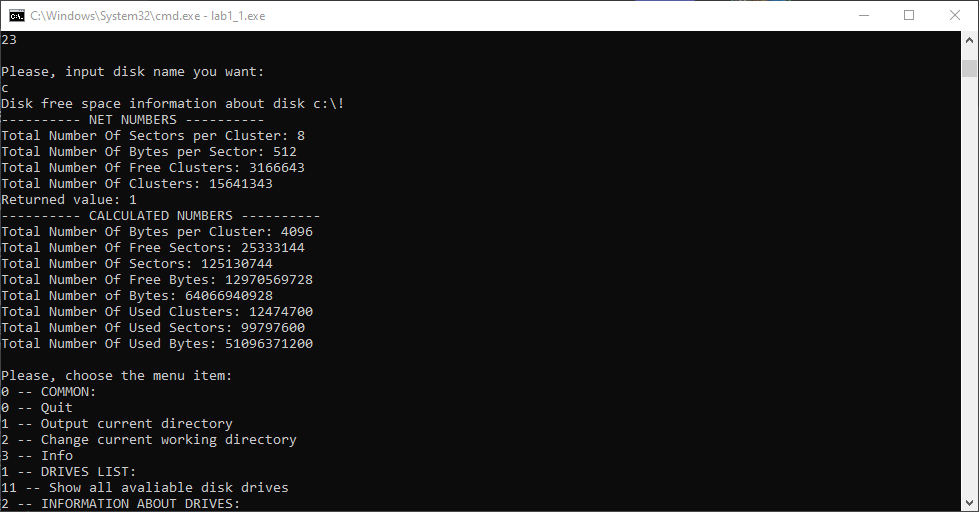 C:\Windows\System32\cmd.exe - lab1_1.exe
23
Please, input disk name you want:
c
Disk free space information about disk c:\!
---------- NET NUMBERS ----------
Total Number Of Sectors per Cluster: 8
Total Number Of Bytes per Sector: 512
Total Number Of Free Clusters: 3166643
Total Number Of Clusters: 15641343
Returned value: 1
---------- CALCULATED NUMBERS ----------
Total Number Of Bytes per Cluster: 4096
Total Number Of Free Sectors: 25333144
Total Number Of Sectors: 125130744
Total Number Of Free Bytes: 12970569728
Total Number of Bytes: 64066940928
Total Number Of Used Clusters: 12474700
Total Number Of Used Sectors: 99797600
Total Number Of Used Bytes: 51096371200
Please, choose the menu item:
0 -- COMMON:
0 -- Quit
1 -- Output current directory
2 -- Change current working directory
3 -- Info
1 -- DRIVES LIST:
11 -- Show all avaliable disk drives
2 -- INFORMATION ABOUT DRIVES: